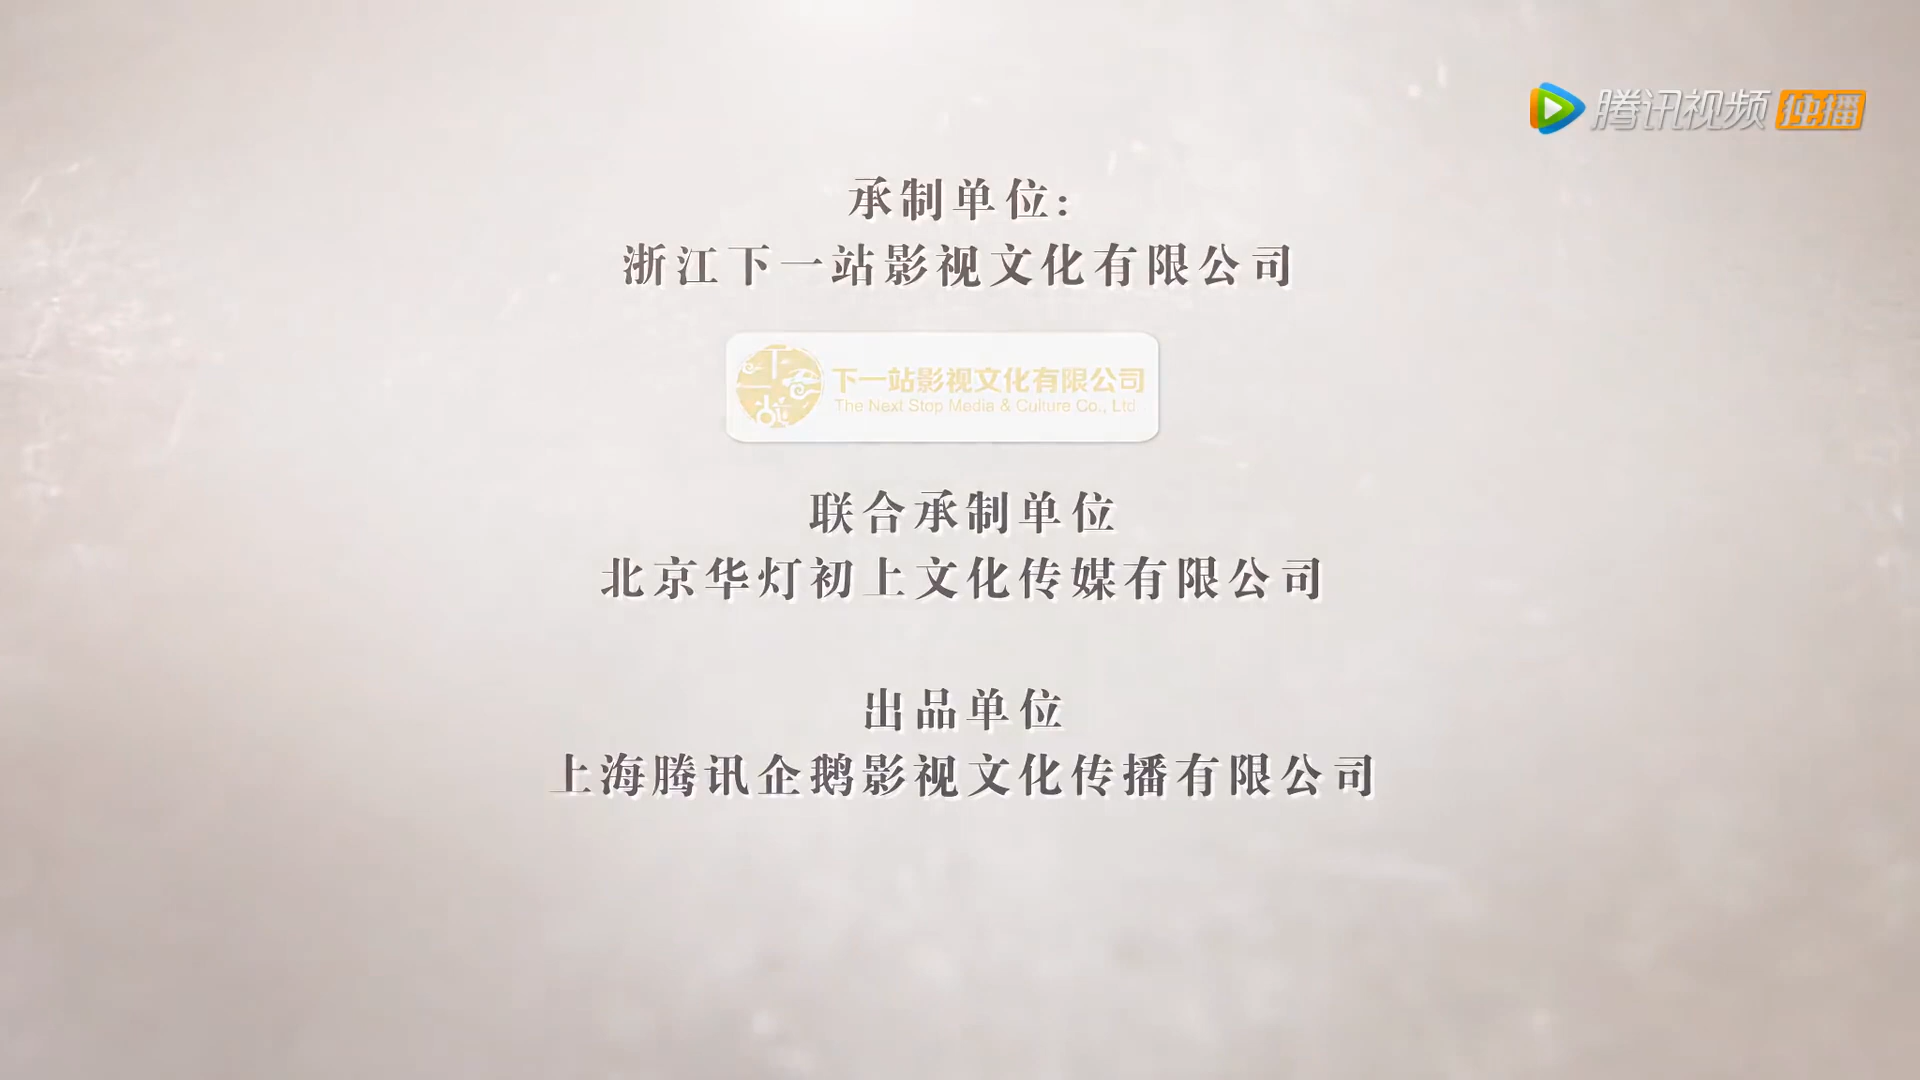 腾讯视频 独播
承制单位:
浙江下一站影视文化有限公司
下一站
下一站影视文化有限公司
The Next Stop Media & Culture Co., Ltd
联合承制单位
北京华灯初上文化传媒有限公司
出品单位
上海腾讯企鹅影视文化传播有限公司